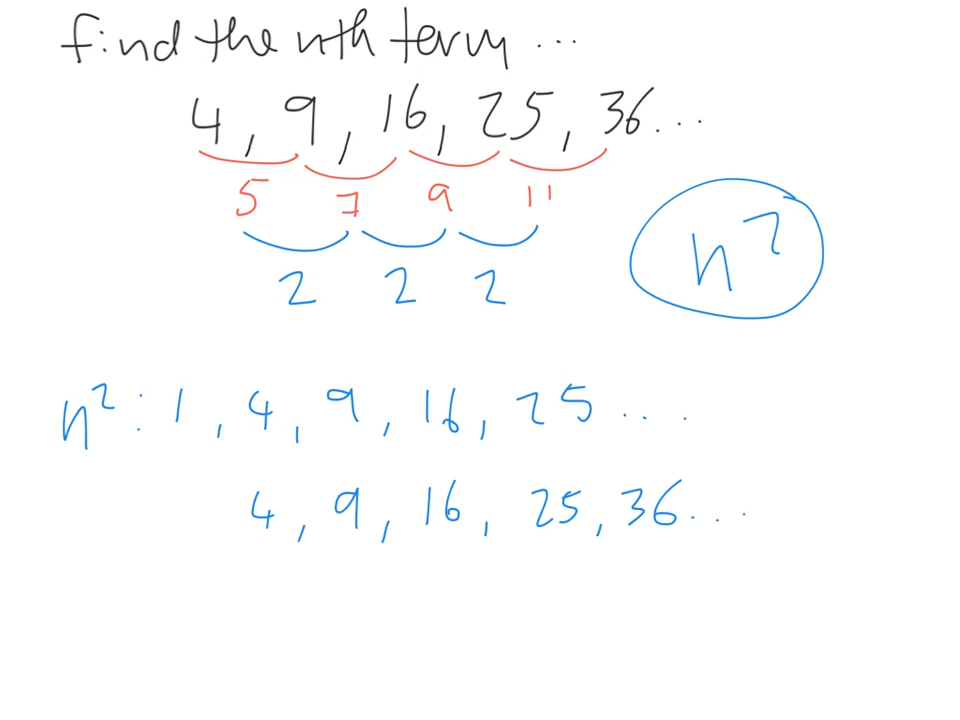 find the nth term ...
4, 9, 16, 25, 36...
5 7 9 11
n²
2 2 2
n² : 1, 4, 9, 16, 25 ....
4, 9, 16, 25, 36...